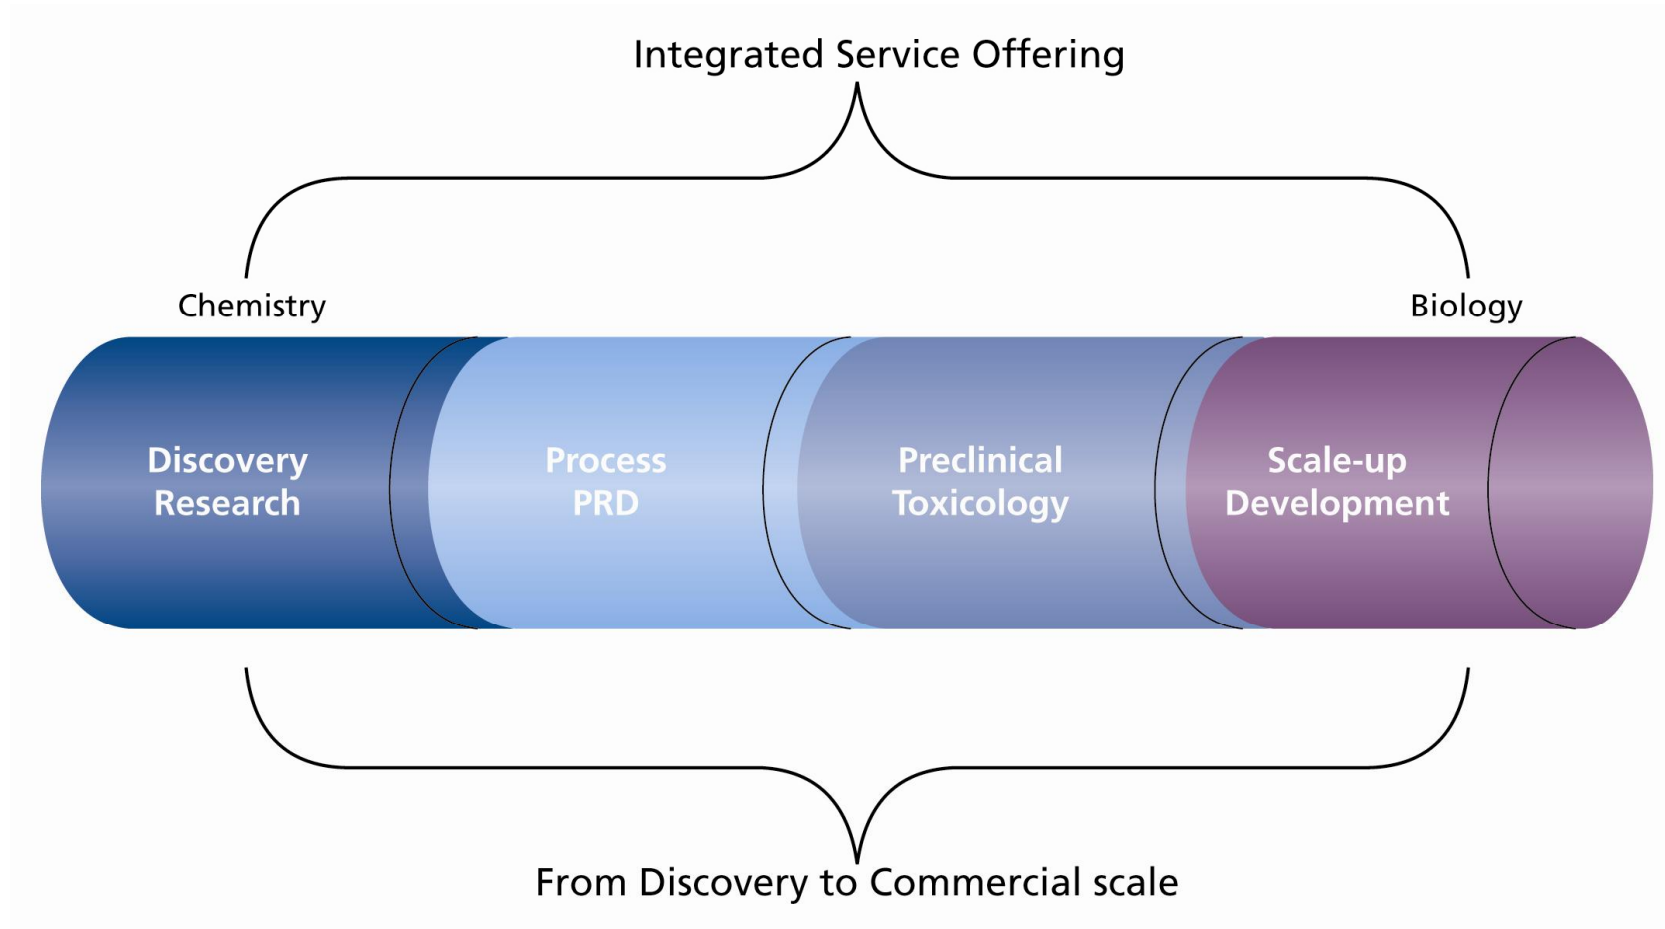 Integrated Service Offering
Chemistry
Biology
Discovery
Research
Process
PRD
Preclinical
Toxicology
Scale-up
Development
From Discovery to Commercial scale